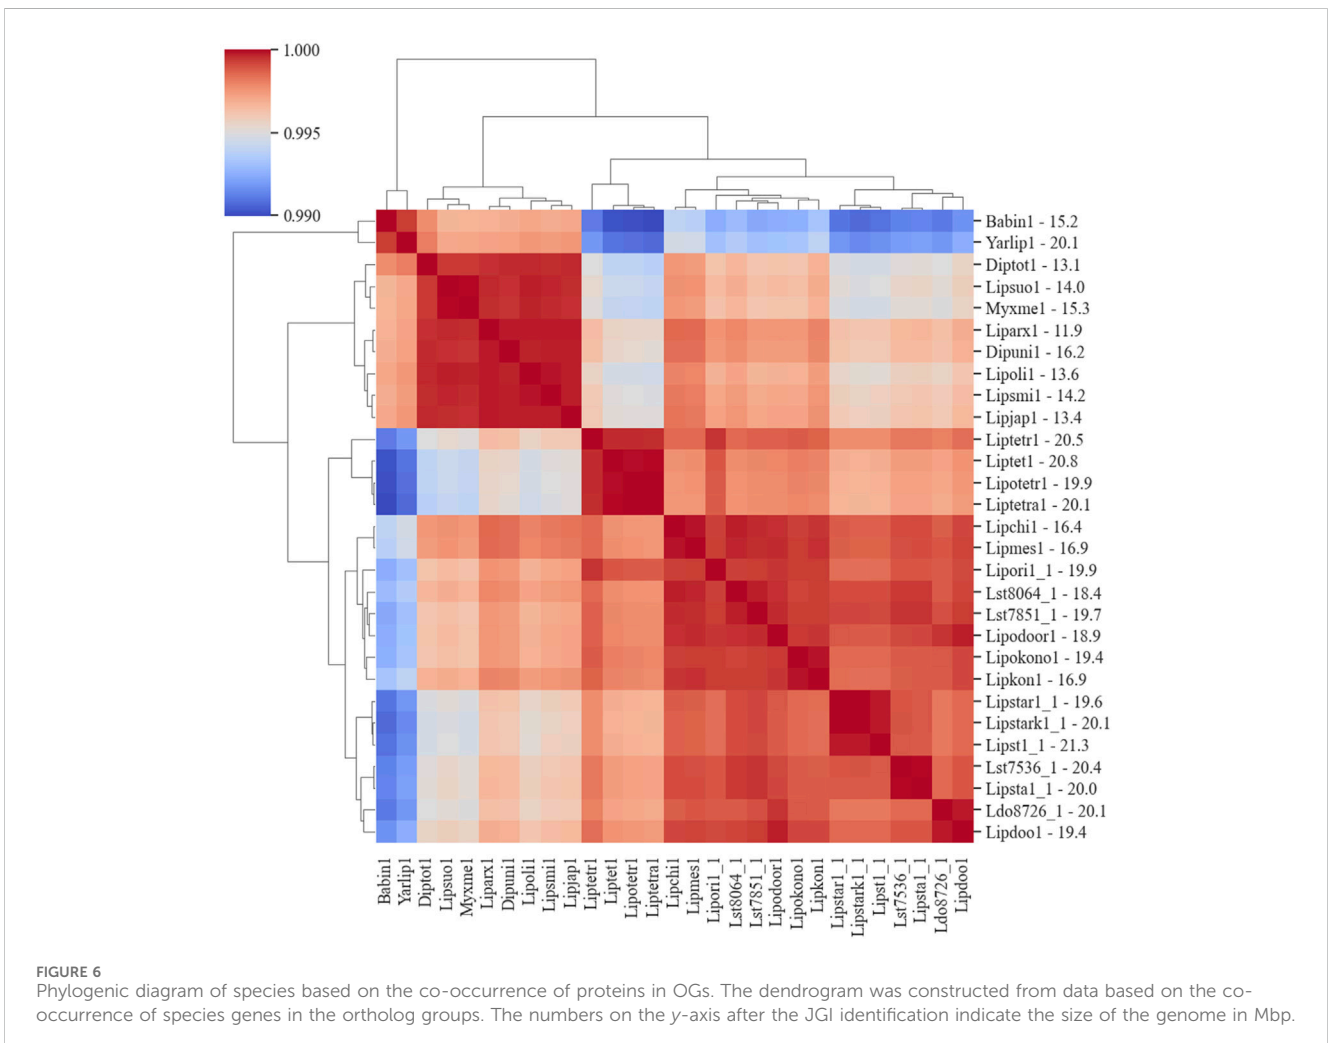 1.000
0.995
0.990
Babin1 - 15.2
Yarlip1 - 20.1
Diptot1 - 13.1
Lipsuo1 - 14.0
Myxme1 - 15.3
Liparx1 - 11.9
Dipuni1 - 16.2
Lipoli1 - 13.6
Lipsmi1 - 14.2
Lipjap1 - 13.4
Liptetr1 - 20.5
Liptet1 - 20.8
Lipotetr1 - 19.9
Liptetra1 - 20.1
Lipchi1 - 16.4
Lipmes1 - 16.9
Lipori1_1 - 19.9
Lst8064_1 - 18.4
Lst7851_1 - 19.7
Lipodoor1 - 18.9
Lipokono1 - 19.4
Lipkon1 - 16.9
Lipstar1_1 - 19.6
Lipstark1_1 - 20.1
Lipst1_1 - 21.3
Lst7536_1 - 20.4
Lipsta1_1 - 20.0
Ldo8726_1 - 20.1
Lipdoo1 - 19.4
Babin1
Yarlip1
Diptot1
Lipsuo1
Myxme1
Liparx1
Dipuni1
Lipoli1
Lipsmi1
Lipjap1
Liptetr1
Liptet1
Lipotetr1
Liptetra1
Lipchi1
Lipmes1
Lipori1_1
Lst8064_1
Lst7851_1
Lipodoor1
Lipokono1
Lipkon1
Lipstar1_1
Lipstark1_1
Lipst1_1
Lst7536_1
Lipsta1_1
Ldo8726_1
Lipdoo1
FIGURE 6
Phylogenic diagram of species based on the co-occurrence of proteins in OGs. The dendrogram was constructed from data based on the co-
occurrence of species genes in the ortholog groups. The numbers on the y-axis after the JGI identification indicate the size of the genome in Mbp.